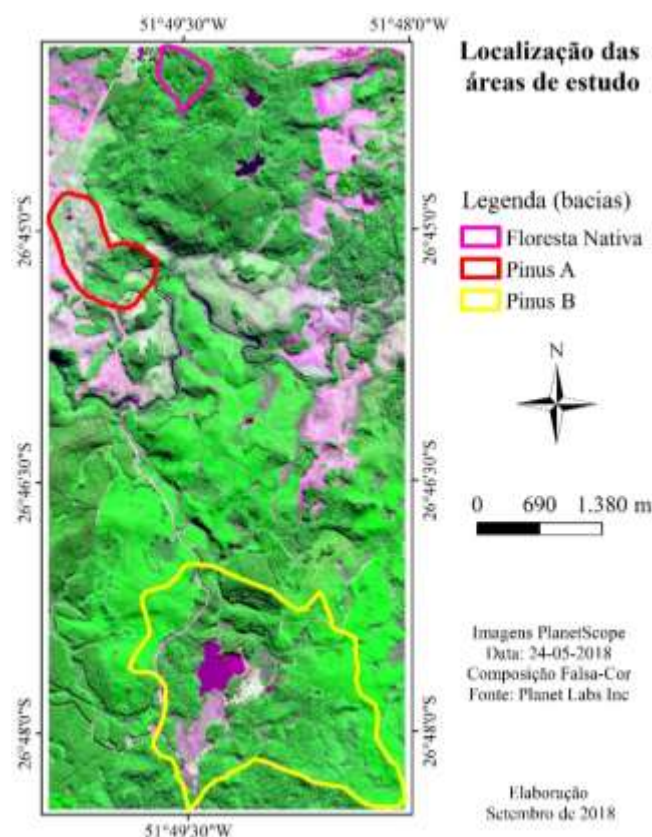 51°49'30"W
51°48'0"W
Localização das
áreas de estudo
26°45'0"S
26°45'0"S
Legenda (bacias)
Floresta Nativa
Pinus A
Pinus B
N
26°46'30"S
26°46'30"S
0 690 1.380 m
Imagens PlanetScope
Data: 24-05-2018
Composição Falsa-Cor
Fonte: Planet Labs Inc
26°48'0"S
26°48'0"S
Elaboração
Setembro de 2018
51°49'30"W